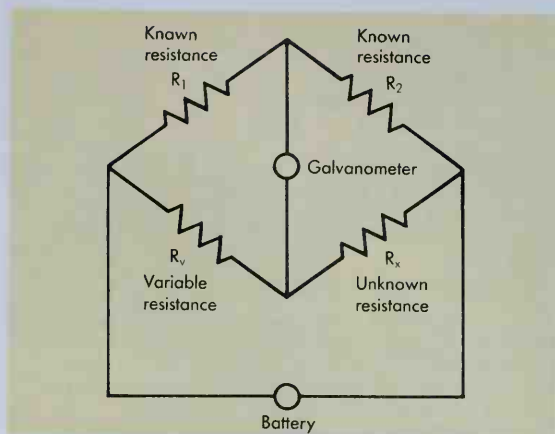 Known
resistance
R₁
Known
resistance
R₂
Galvanometer
Rᵥ
Variable
resistance
Rₓ
Unknown
resistance
Battery